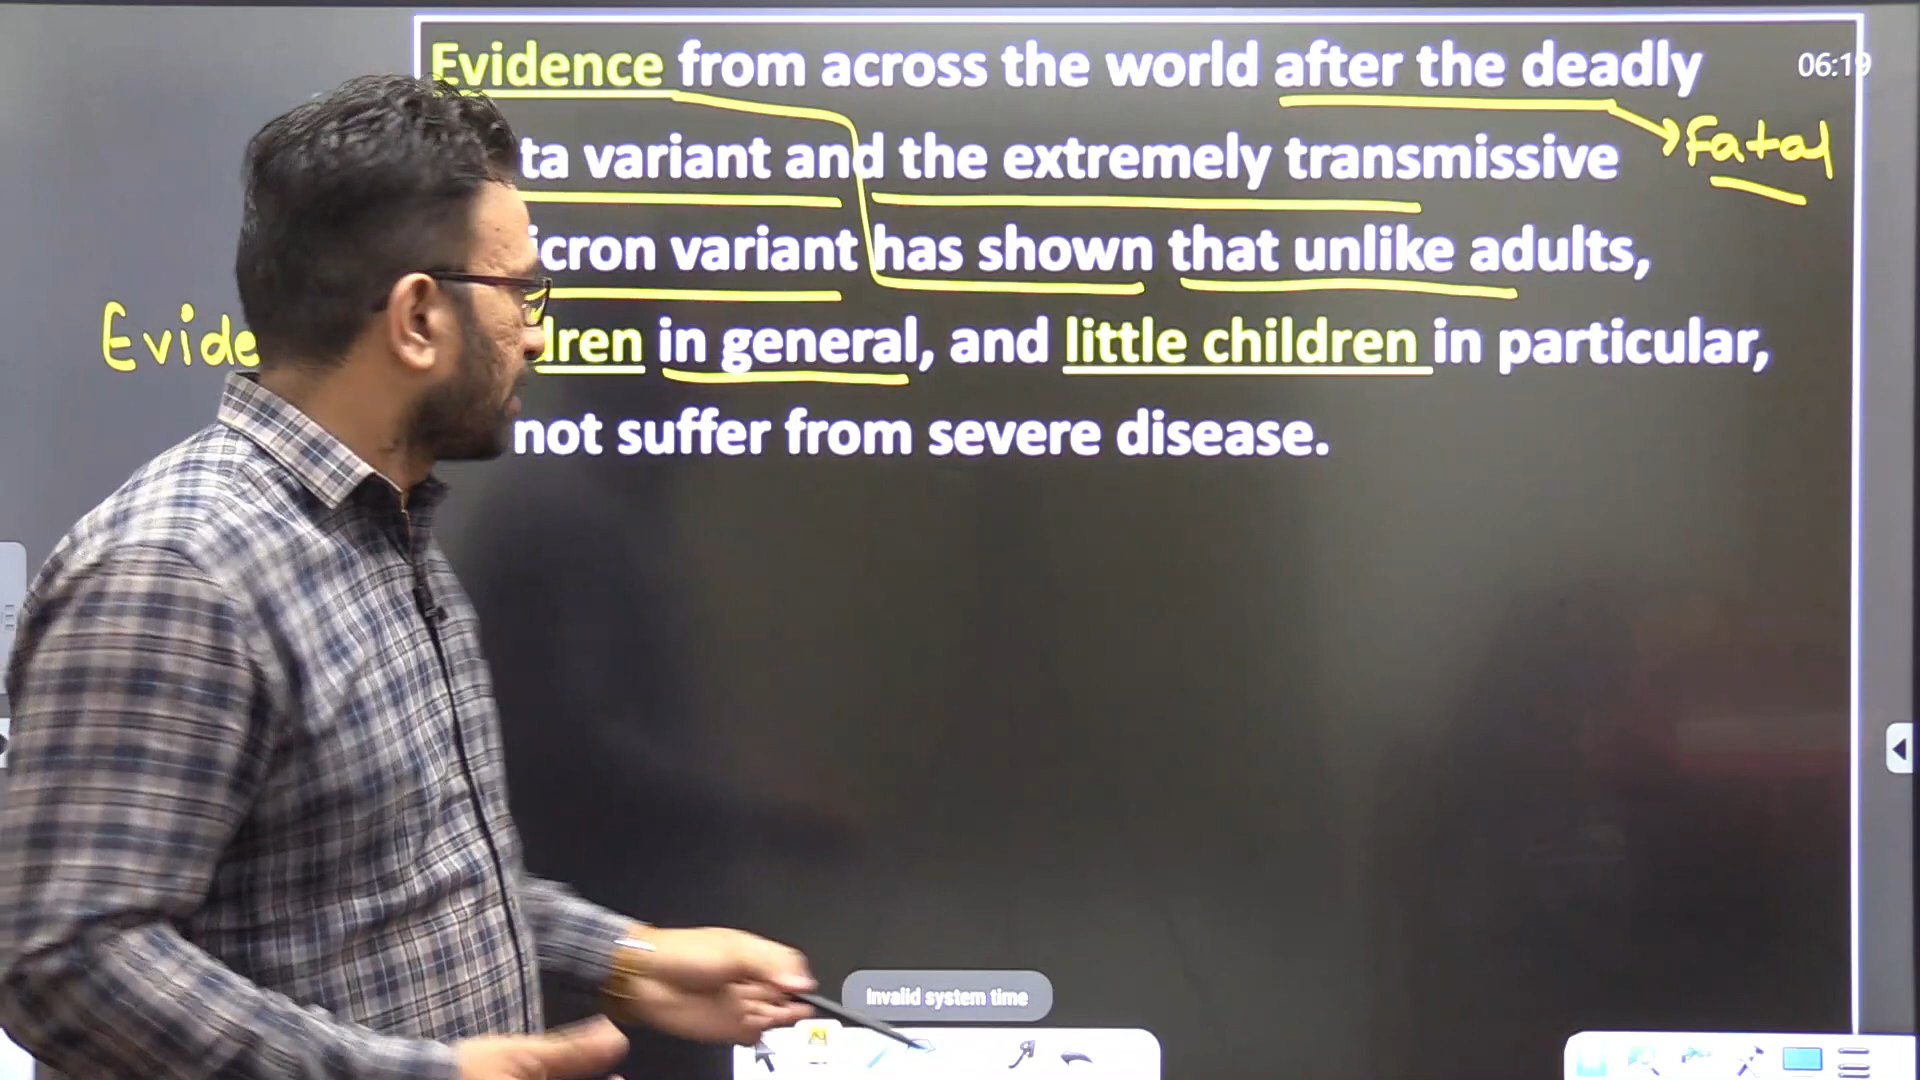 Evidence from across the world after the deadly
06:19
ta variant and the extremely transmissive
Fatal
icron variant has shown that unlike adults,
Evide
dren in general, and little children in particular,
not suffer from severe disease.
Invalid system time